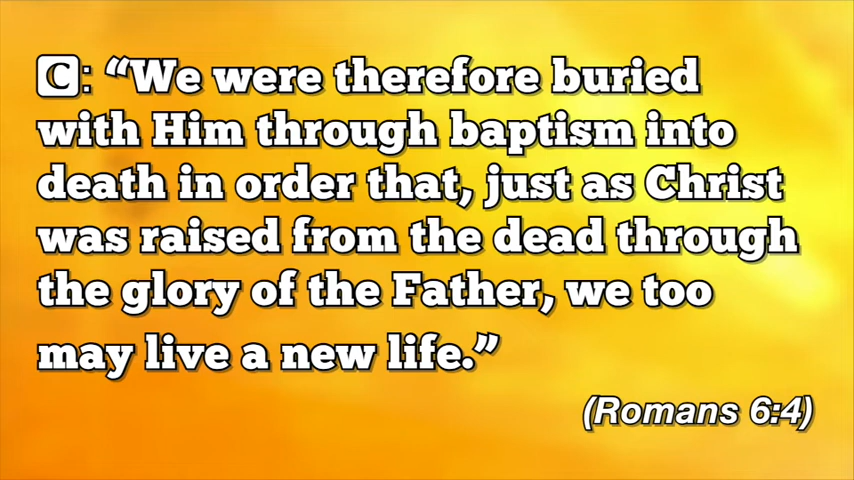 C: “We were therefore buried
with Him through baptism into
death in order that, just as Christ
was raised from the dead through
the glory of the Father, we too
may live a new life.”
(Romans 6:4)